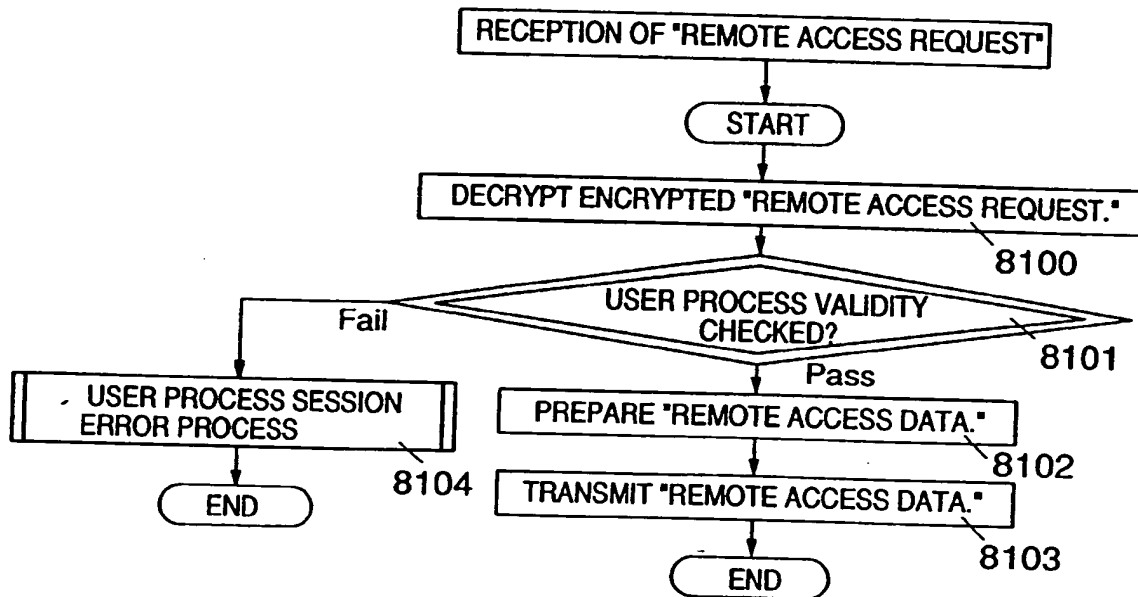 RECEPTION OF "REMOTE ACCESS REQUEST"
START
DECRYPT ENCRYPTED "REMOTE ACCESS REQUEST."
8100
USER PROCESS VALIDITY
CHECKED?
8101
Fail
Pass
USER PROCESS SESSION
ERROR PROCESS
8104
END
PREPARE "REMOTE ACCESS DATA."
8102
TRANSMIT "REMOTE ACCESS DATA."
8103
END